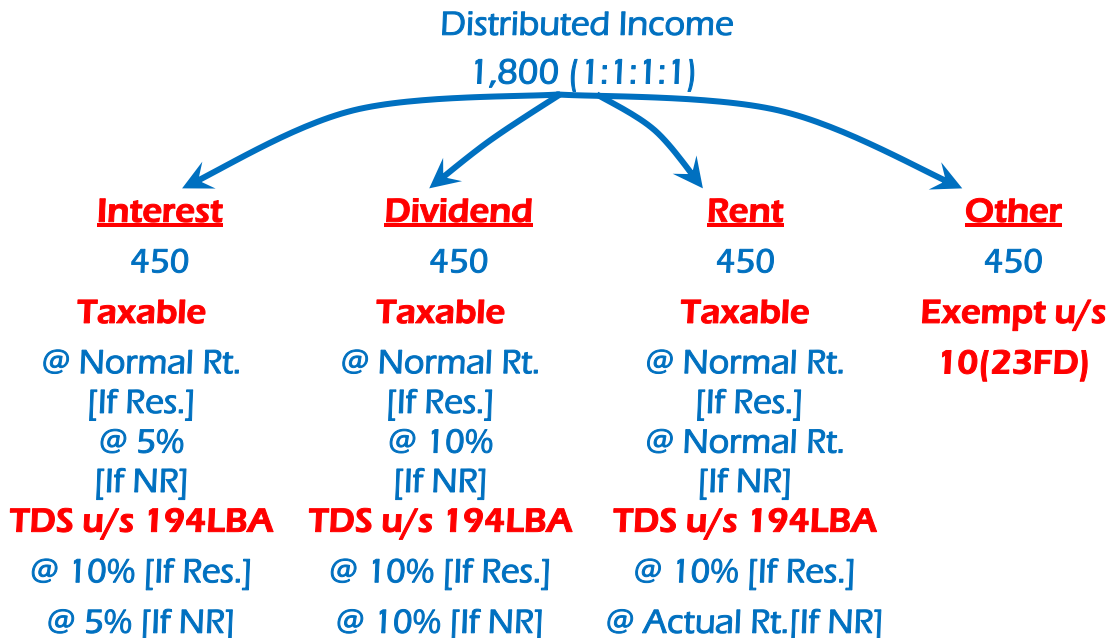 Distributed Income
1,800 (1:1:1:1)
Interest
450
Taxable
@ Normal Rt.
[If Res.]
@ 5%
[If NR]
TDS u/s 194LBA
@ 10% [If Res.]
@ 5% [If NR]
Dividend
450
Taxable
@ Normal Rt.
[If Res.]
@ 10%
[If NR]
TDS u/s 194LBA
@ 10% [If Res.]
@ 10% [If NR]
Rent
450
Taxable
@ Normal Rt.
[If Res.]
@ Normal Rt.
[If NR]
TDS u/s 194LBA
@ 10% [If Res.]
@ Actual Rt.[If NR]
Other
450
Exempt u/s
10(23FD)